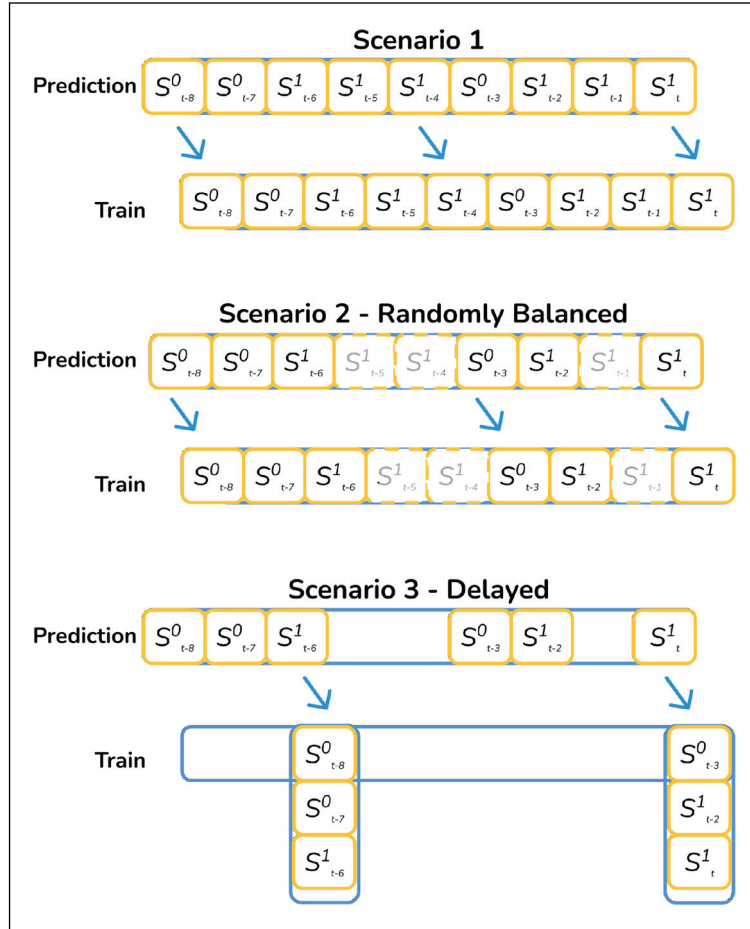 Scenario 1
Prediction S⁰ₜ₋₈ S⁰ₜ₋₇ S¹ₜ₋₆ S¹ₜ₋₅ S¹ₜ₋₄ S⁰ₜ₋₃ S¹ₜ₋₂ S¹ₜ₋₁ S¹ₜ
Train S⁰ₜ₋₈ S⁰ₜ₋₇ S¹ₜ₋₆ S¹ₜ₋₅ S¹ₜ₋₄ S⁰ₜ₋₃ S¹ₜ₋₂ S¹ₜ₋₁ S¹ₜ
Scenario 2 - Randomly Balanced
Prediction S⁰ₜ₋₈ S⁰ₜ₋₇ S¹ₜ₋₆ S¹ₜ₋₅ S¹ₜ₋₄ S⁰ₜ₋₃ S¹ₜ₋₂ S¹ₜ₋₁ S¹ₜ
Train S⁰ₜ₋₈ S⁰ₜ₋₇ S¹ₜ₋₆ S¹ₜ₋₅ S¹ₜ₋₄ S⁰ₜ₋₃ S¹ₜ₋₂ S¹ₜ₋₁ S¹ₜ
Scenario 3 - Delayed
Prediction S⁰ₜ₋₈ S⁰ₜ₋₇ S¹ₜ₋₆ S⁰ₜ₋₃ S¹ₜ₋₂ S¹ₜ
Train S⁰ₜ₋₈ S⁰ₜ₋₃
S⁰ₜ₋₇ S¹ₜ₋₂
S¹ₜ₋₆ S¹ₜ